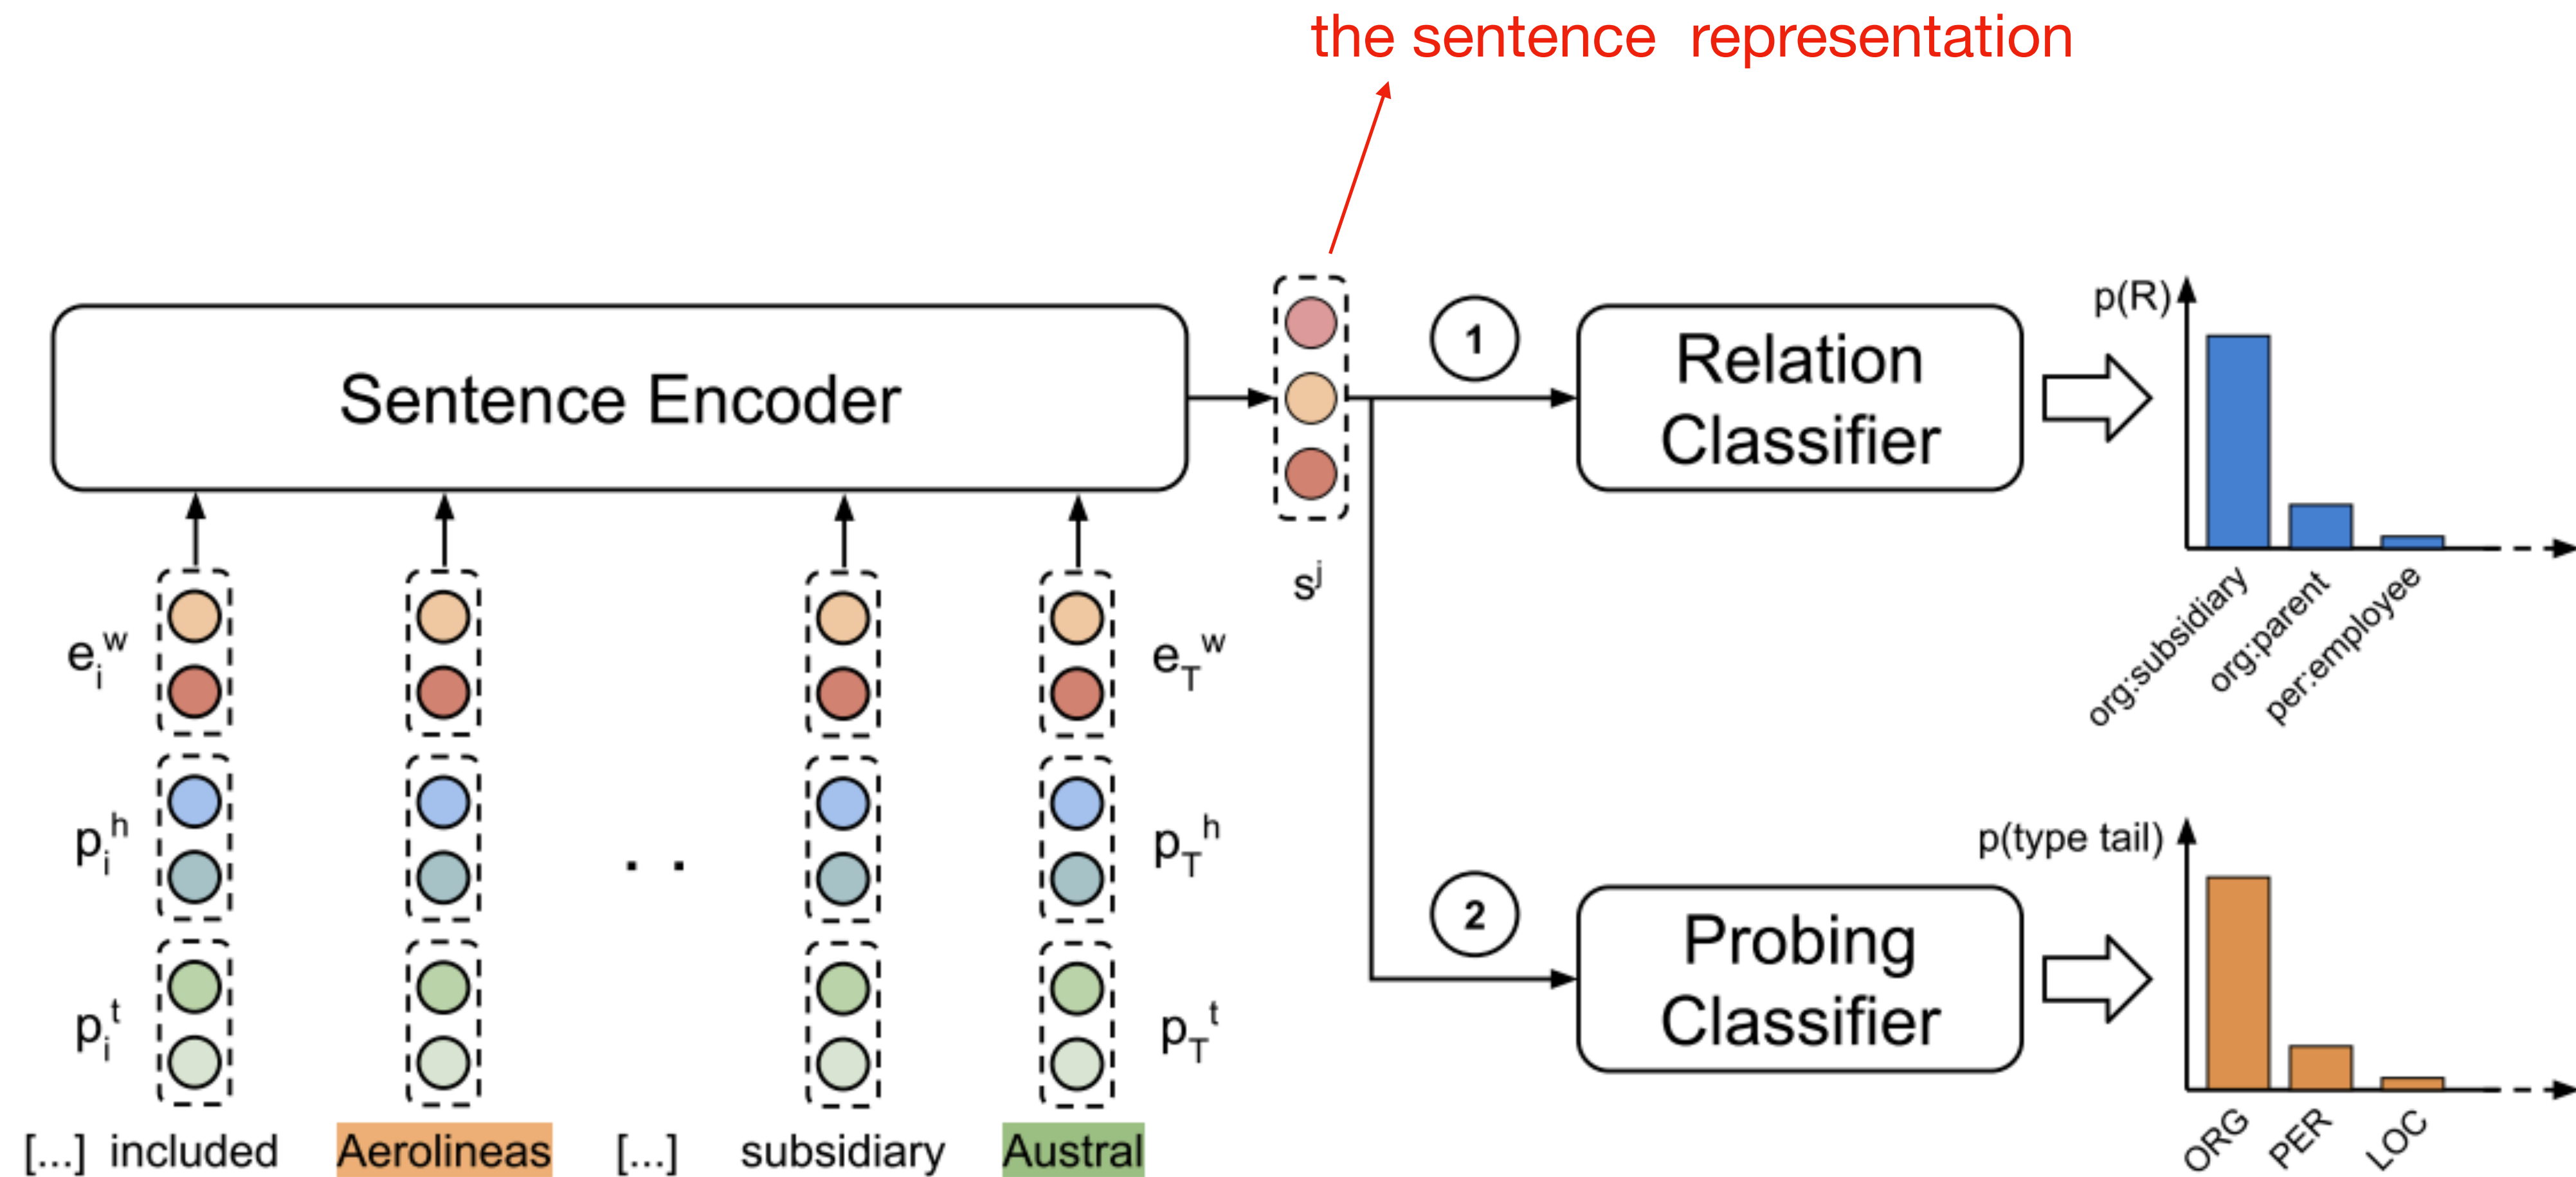 the sentence representation
Sentence Encoder
1
Relation
Classifier
p(R)
org:subsidiary
org:parent
per:employee
s^j
e_i^w
e_T^w
p_i^h
. .
p_T^h
p_i^t
p_T^t
2
Probing
Classifier
p(type tail)
ORG
PER
LOC
[...] included Aerolineas [...] subsidiary Austral